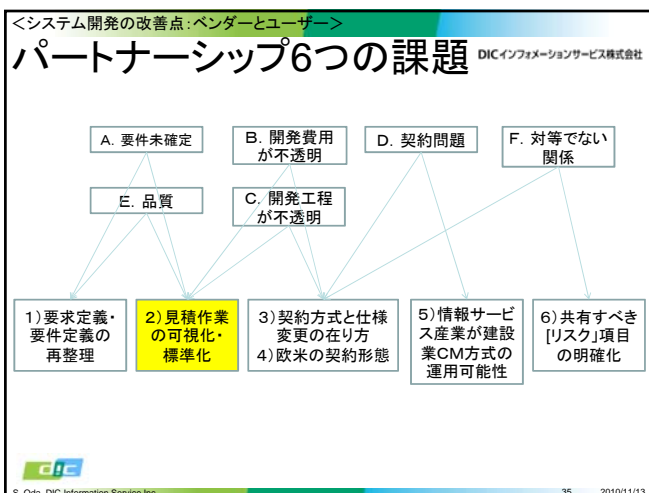 ＜システム開発の改善点：ベンダーとユーザー＞
パートナーシップ6つの課題
DICインフォメーションサービス株式会社
A．要件未確定
B．開発費用
が不透明
D．契約問題
F．対等でない
関係
E．品質
C．開発工程
が不透明
1）要求定義・
要件定義の
再整理
2）見積作業
の可視化・
標準化
3）契約方式と仕様
変更の在り方
4）欧米の契約形態
5）情報サービ
ス産業が建設
業CM方式の
運用可能性
6）共有すべき
[リスク」項目
の明確化
dic
S. Oda, DIC Information Service Inc.
35
2010/11/13